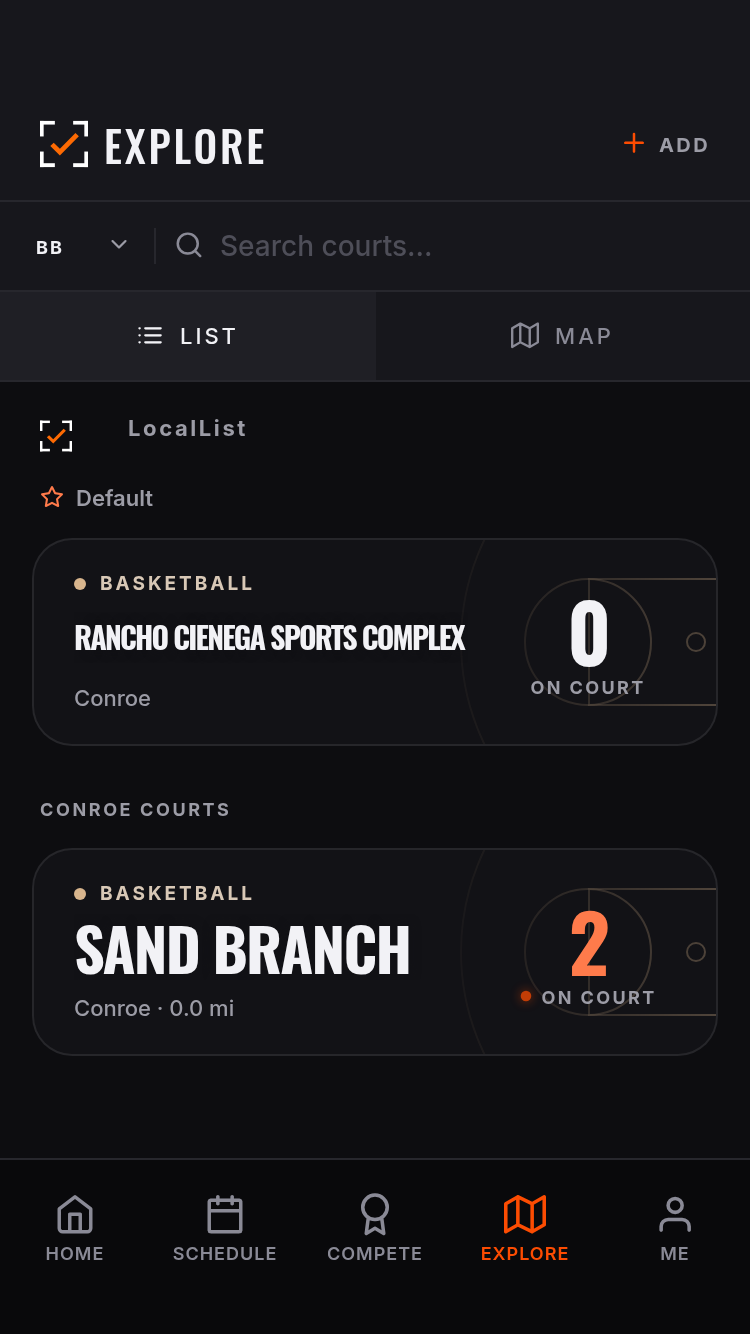 EXPLORE
ADD
BB
Search courts...
LIST
MAP
LocalList
Default
BASKETBALL
RANCHO CIENEGA SPORTS COMPLEX
Conroe
0
ON COURT
CONROE COURTS
BASKETBALL
SAND BRANCH
Conroe · 0.0 mi
2
ON COURT
HOME
SCHEDULE
COMPETE
EXPLORE
ME